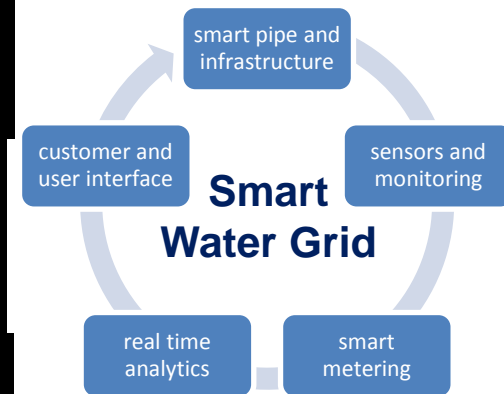 smart pipe and
infrastructure
sensors and
monitoring
smart
metering
real time
analytics
customer and
user interface
Smart
Water Grid